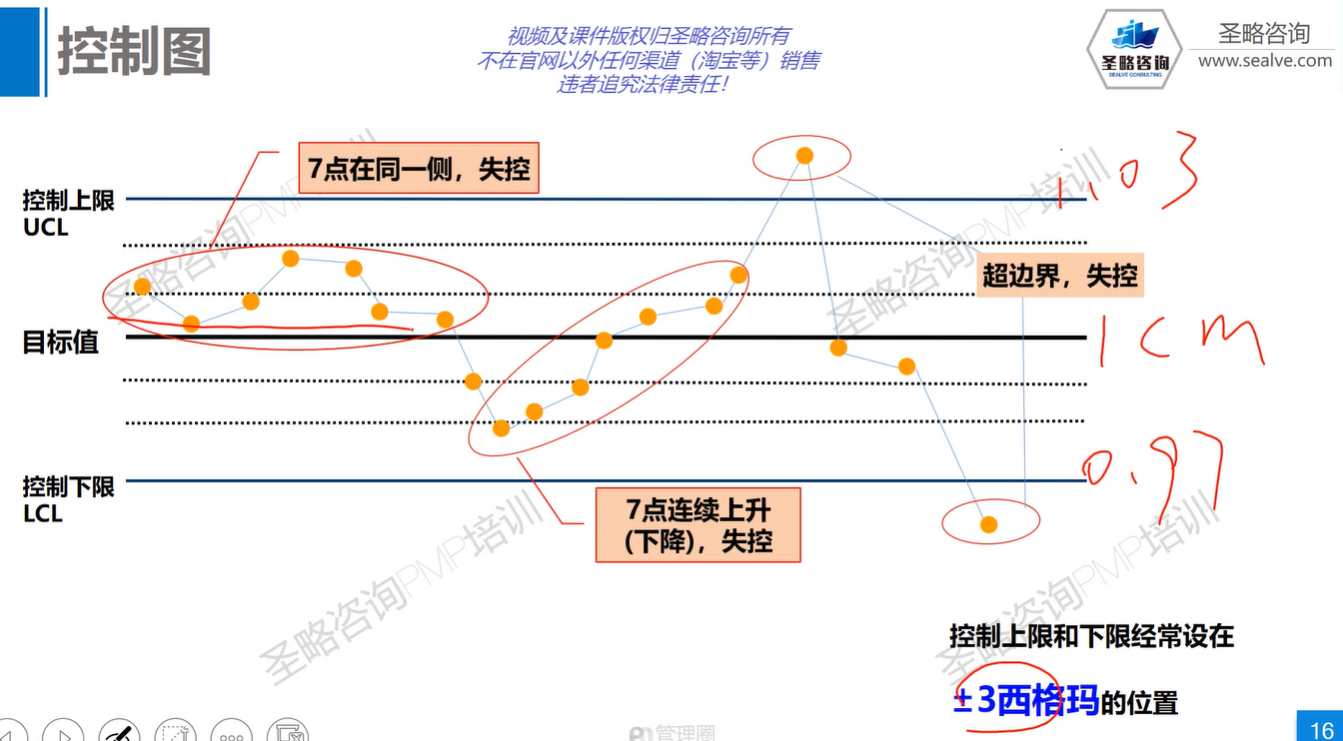 控制图
视频及课件版权归圣略咨询所有
不在官网以外任何渠道（淘宝等）销售
违者追究法律责任！
圣略咨询
SEALVE CONSULTING
圣略咨询
www.sealve.com
7点在同一侧，失控
控制上限
UCL
1.03
超边界，失控
目标值
1cm
控制下限
LCL
0.97
7点连续上升
(下降)，失控
圣略咨询PMP培训
圣略咨询PMP培训
圣略咨询PMP培训
圣略咨询PMP培训
控制上限和下限经常设在
±3西格玛的位置
管理圈
16